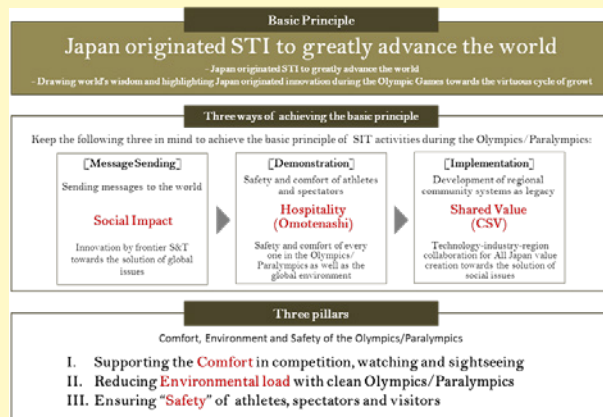 Basic Principle
Japan originated STI to greatly advance the world
- Japan originated STI to greatly advance the world
- Drawing world's wisdom and highlighting Japan originated innovation during the Olympic Games towards the virtuous cycle of growt
Three ways of achieving the basic principle
Keep the following three in mind to achieve the basic principle of SIT activities during the Olympics/Paralympics:
[Message Sending]
Sending messages to the world
Social Impact
Innovation by frontier S&T
towards the solution of global
issues
[Demonstration]
Safety and comfort of athletes
and spectators
Hospitality
(Omotenashi)
Safety and comfort of every
one in the Olympics/
Paralympics as well as the
global environment
[Implementation]
Development of regional
community systems as legacy
Shared Value
(CSV)
Technology-industry-region
collaboration for All Japan value
creation towards the solution of
social issues
Three pillars
Comfort, Environment and Safety of the Olympics/Paralympics
I. Supporting the Comfort in competition, watching and sightseeing
II. Reducing Environmental load with clean Olympics/Paralympics
III. Ensuring "Safety" of athletes, spectators and visitors